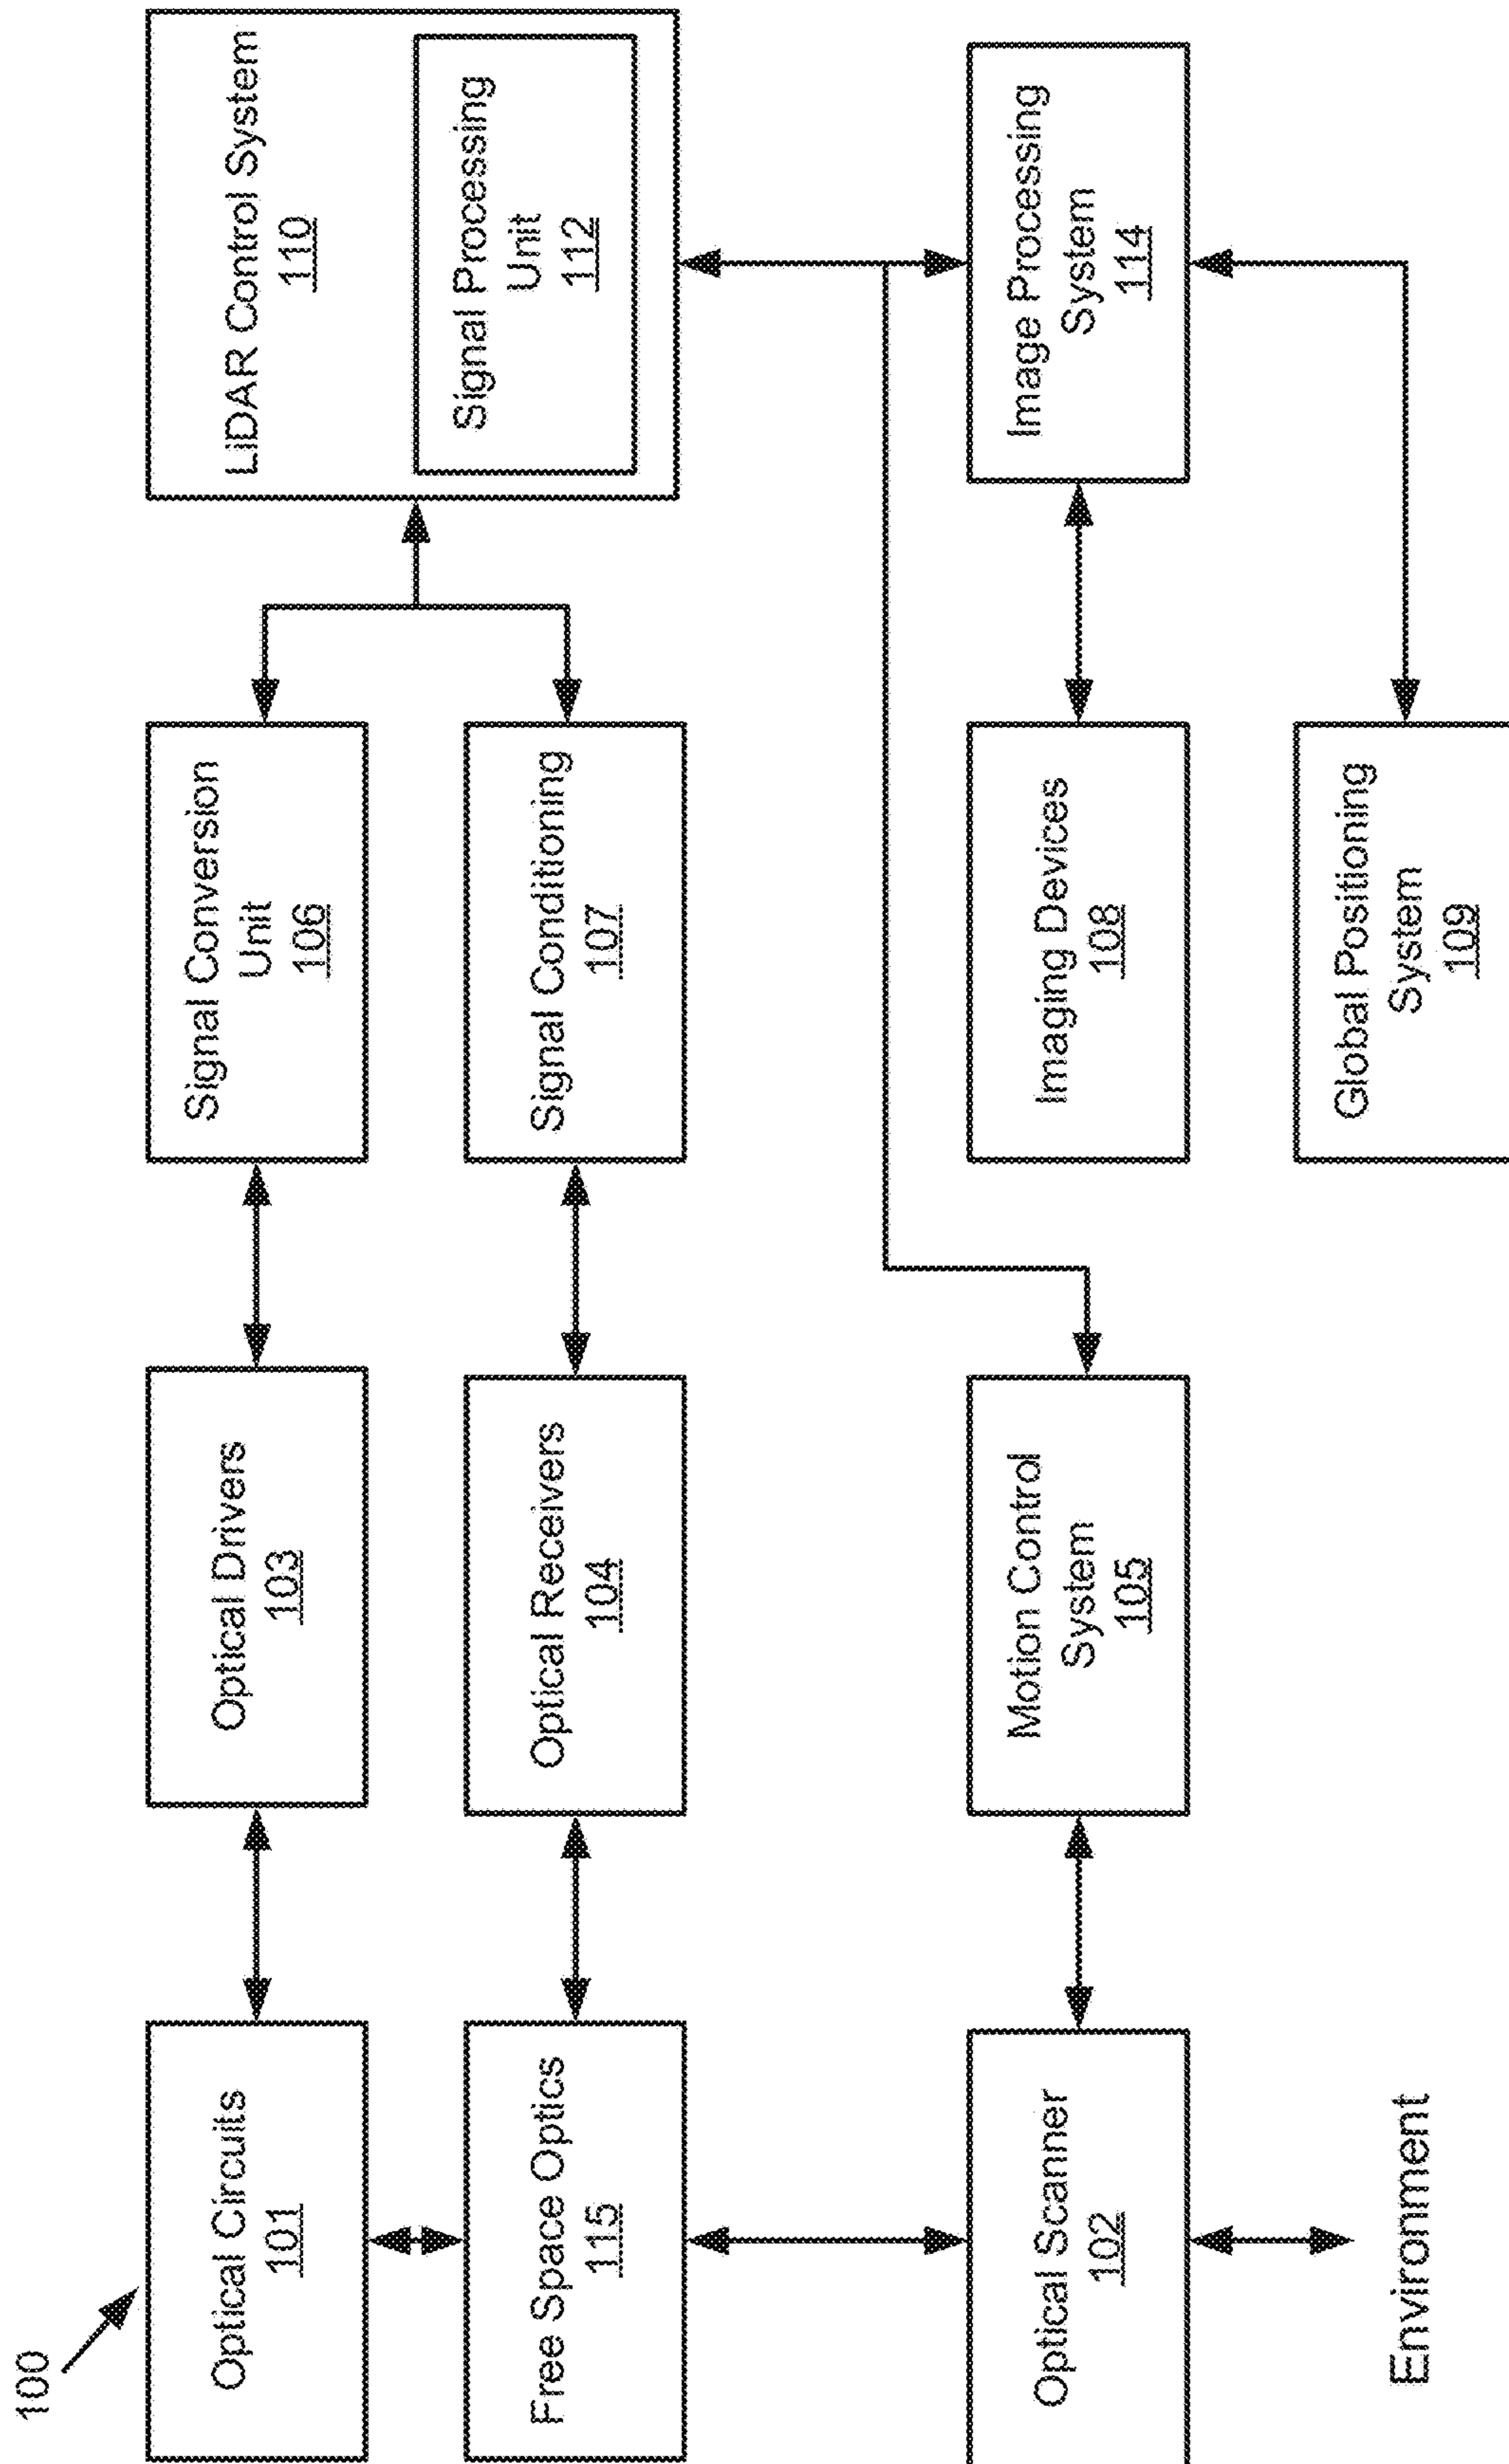 100
Optical Circuits
101
Optical Drivers
103
Signal Conversion
Unit
106
LiDAR Control System
110
Signal Processing
Unit
112
Free Space Optics
115
Optical Receivers
104
Signal Conditioning
107
Optical Scanner
102
Motion Control
System
105
Imaging Devices
108
Image Processing
System
114
Environment
Global Positioning
System
109